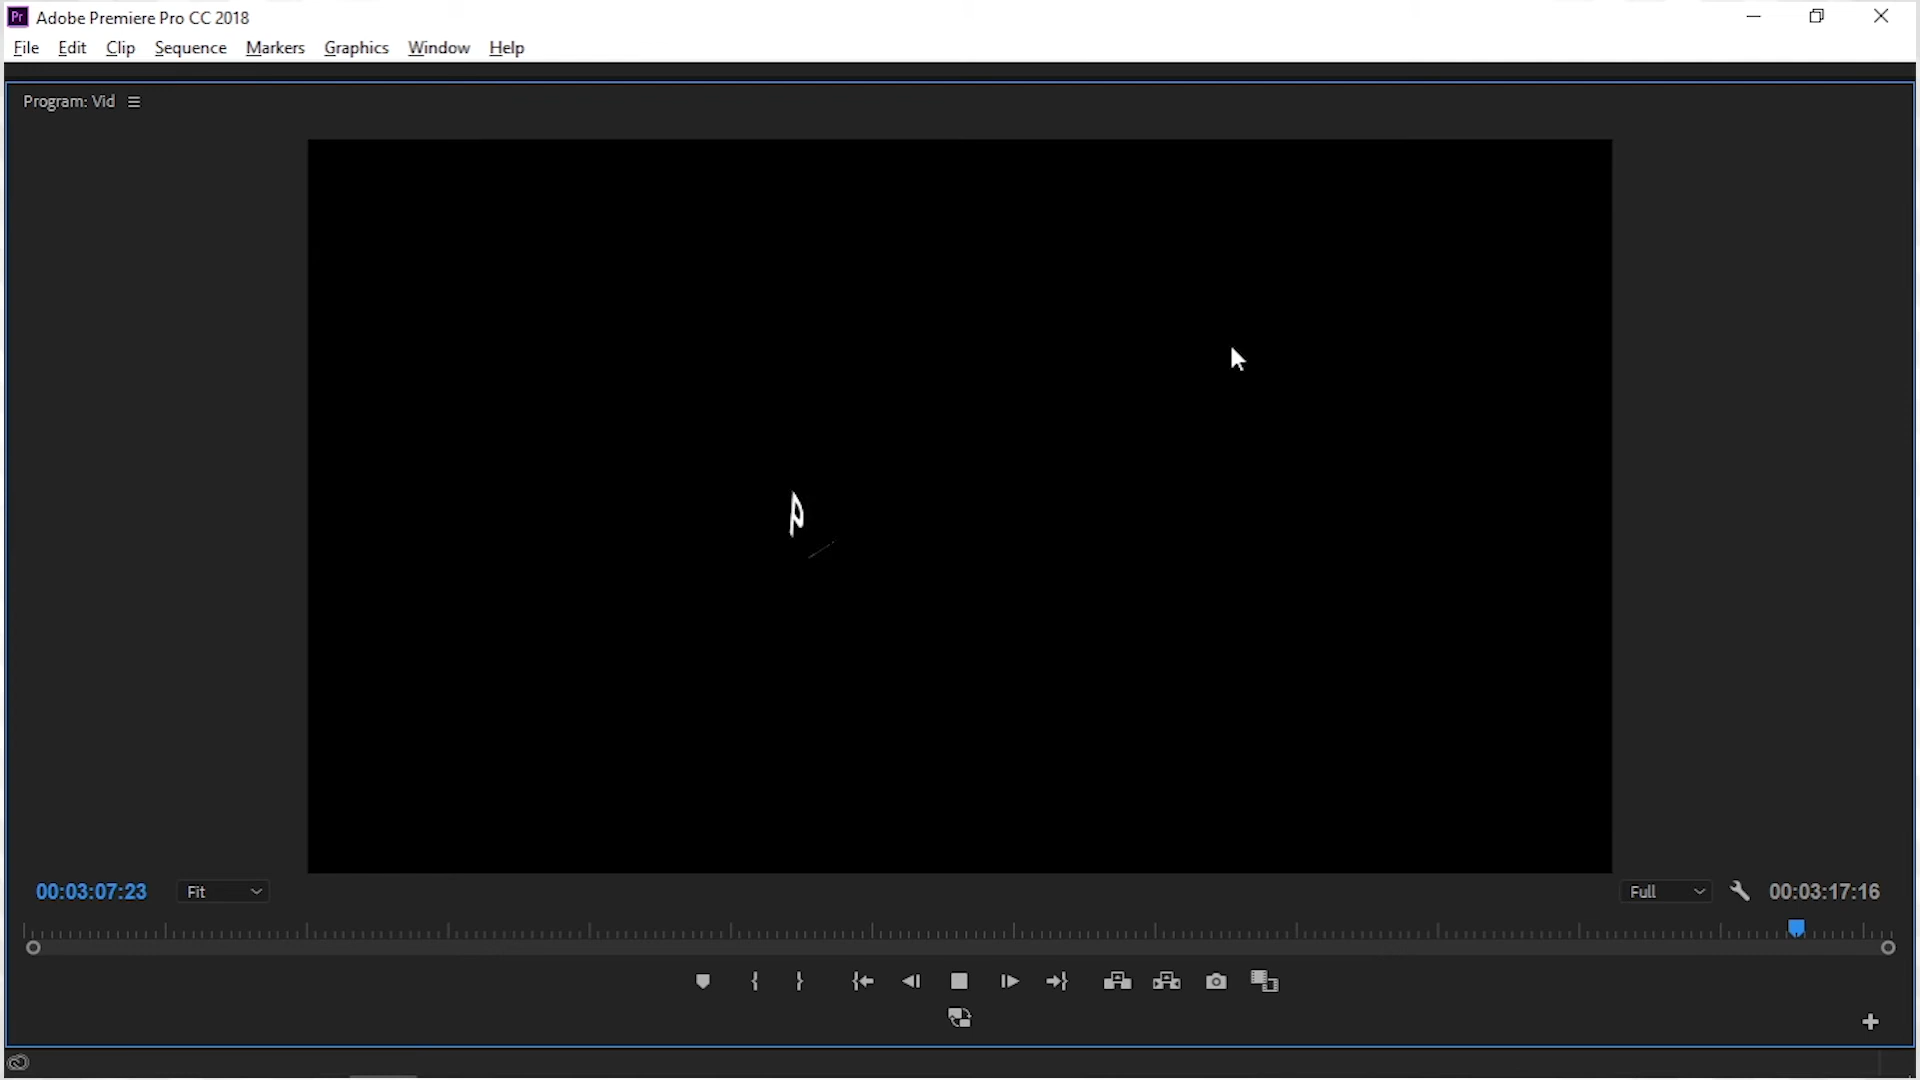 Pr Adobe Premiere Pro CC 2018
File Edit Clip Sequence Markers Graphics Window Help
Program: Vid
00:03:07:23 Fit Full 00:03:17:16